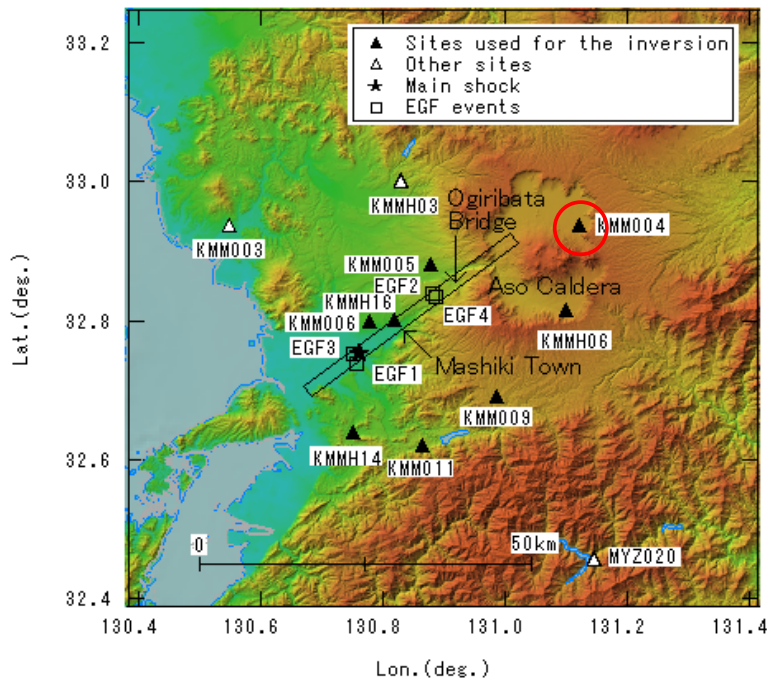 33.2
33.0
32.8
32.6
32.4
Lat.(deg.)
Sites used for the inversion
Other sites
Main shock
EGF events
KMMH03
Ogiribata
Bridge
KMM004
KMM003
KMM005
EGF2
KMMH16
Aso Caldera
KMM006
EGF4
KMMH06
EGF3
Mashiki Town
EGF1
KMM009
KMMH14
KMM011
0
50km
MYZ020
130.4
130.6
130.8
131.0
131.2
131.4
Lon.(deg.)